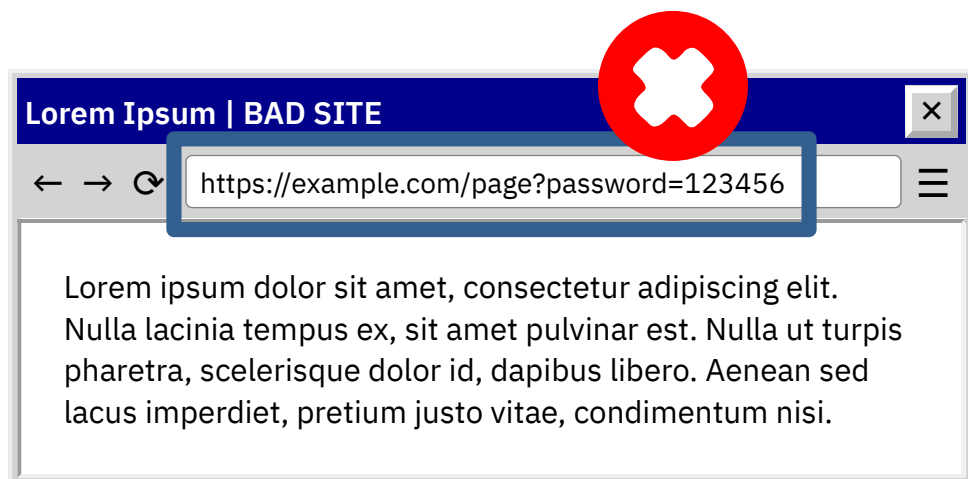 Lorem Ipsum | BAD SITE
https://example.com/page?password=123456
Lorem ipsum dolor sit amet, consectetur adipiscing elit.
Nulla lacinia tempus ex, sit amet pulvinar est. Nulla ut turpis
pharetra, scelerisque dolor id, dapibus libero. Aenean sed
lacus imperdiet, pretium justo vitae, condimentum nisi.